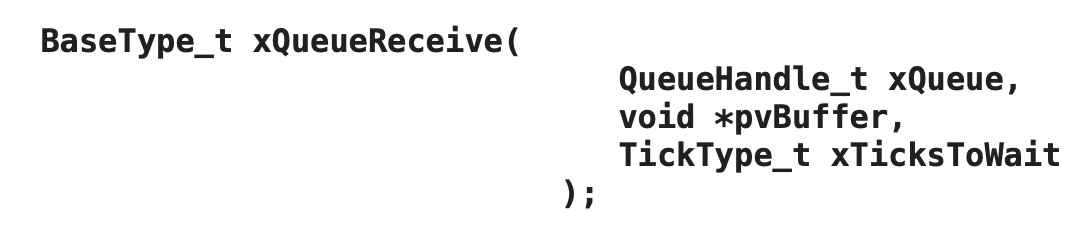 BaseType_t xQueueReceive(
QueueHandle_t xQueue,
void *pvBuffer,
TickType_t xTicksToWait
);